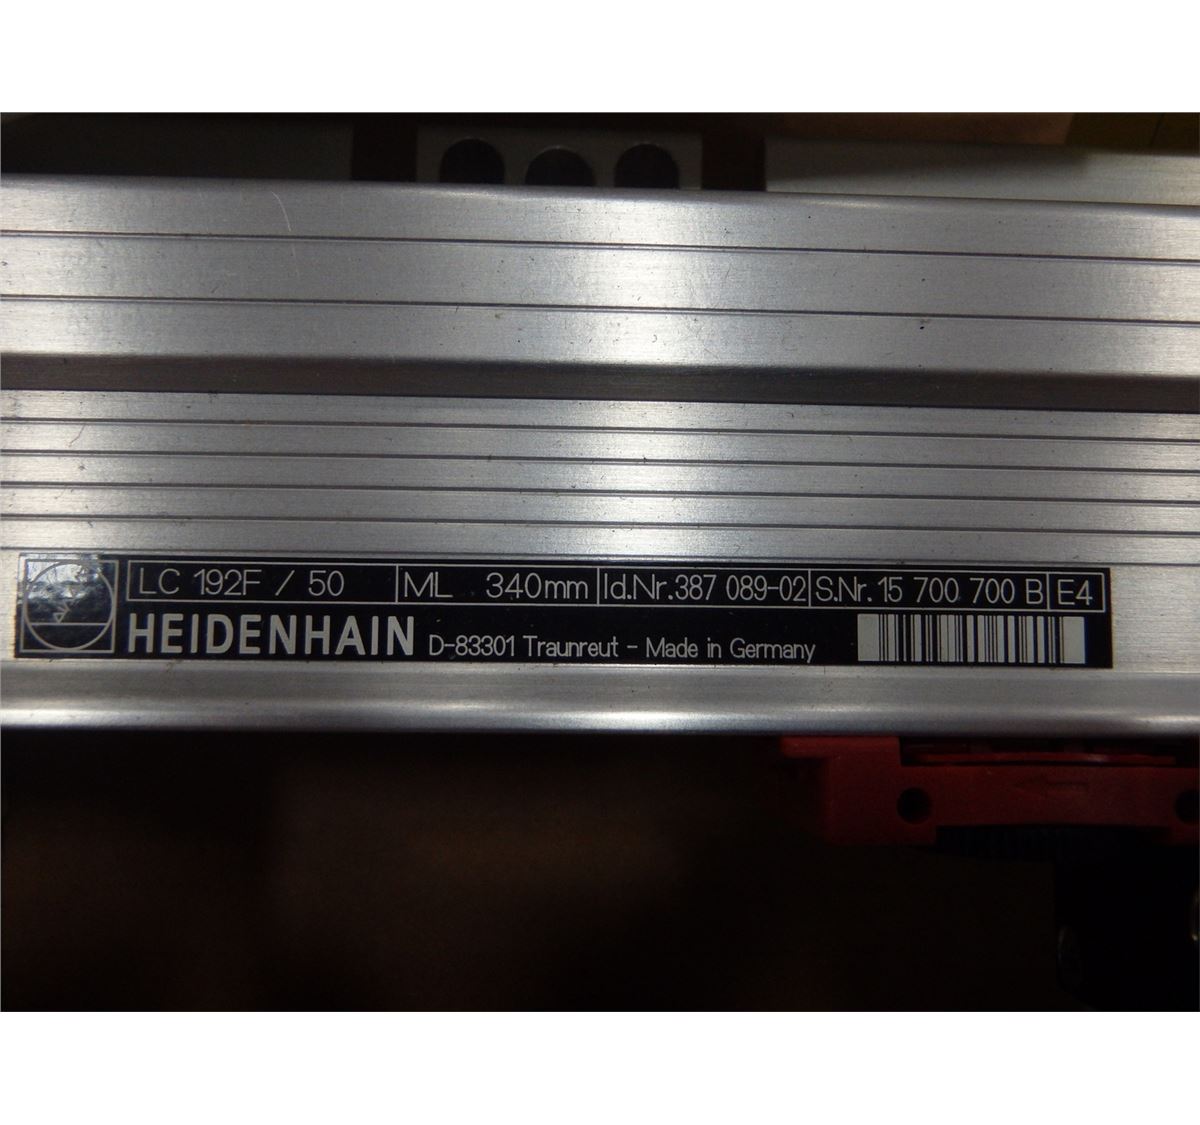 LC 192F / 50 ML 340mm Id.Nr.387 089-02 S.Nr.15 700 700 B E4
HEIDENHAIN D-83301 Traunreut - Made in Germany